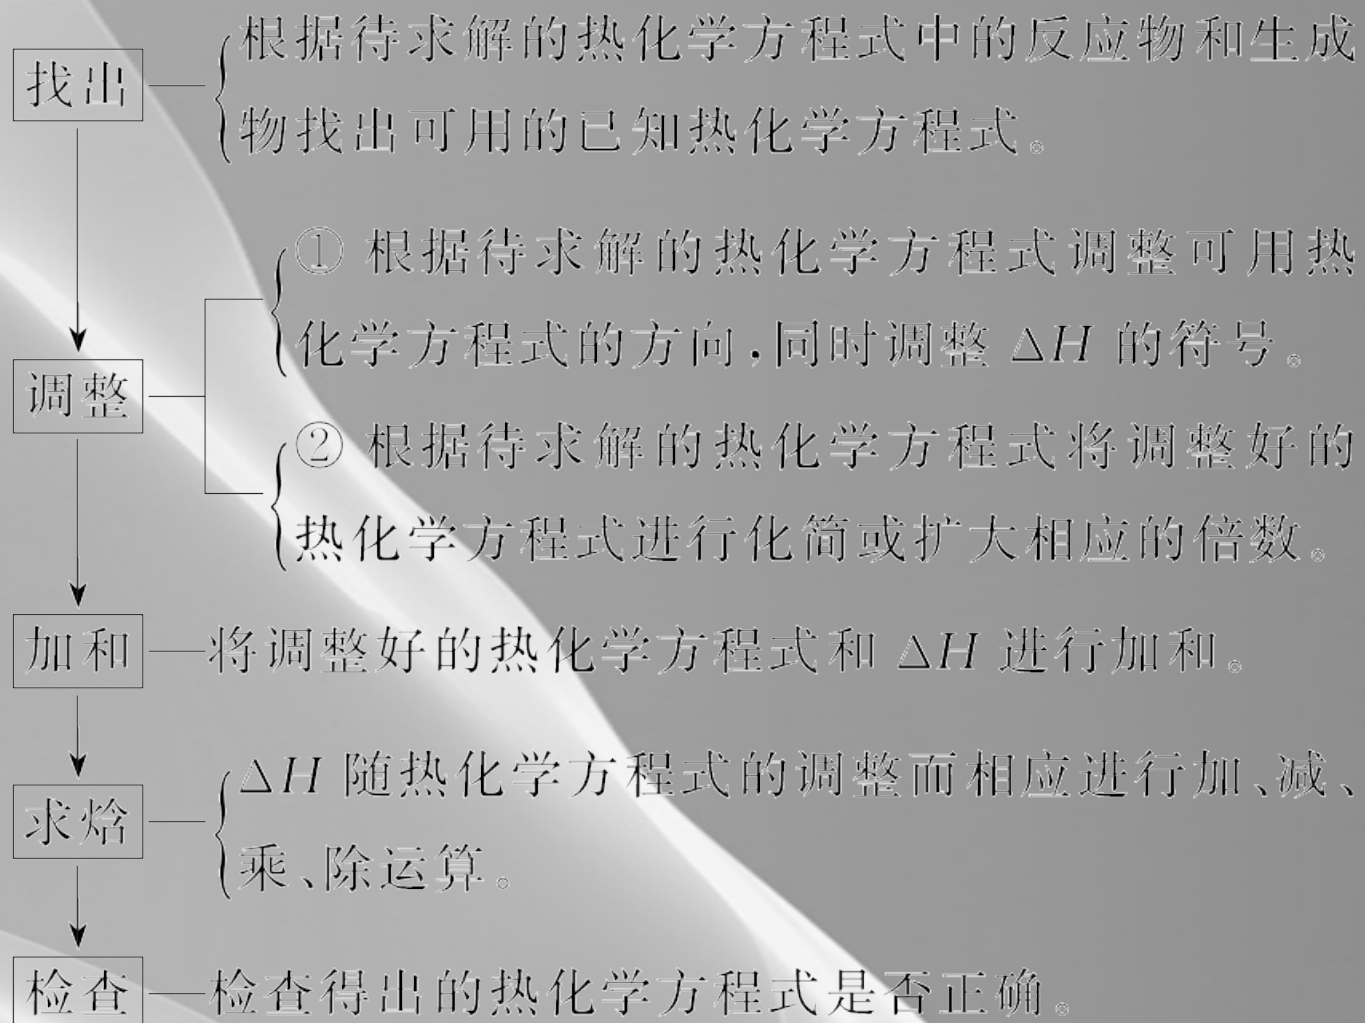 找出
根据待求解的热化学方程式中的反应物和生成
物找出可用的已知热化学方程式。
调整
① 根据待求解的热化学方程式调整可用热
化学方程式的方向,同时调整 ΔH 的符号。
② 根据待求解的热化学方程式将调整好的
热化学方程式进行化简或扩大相应的倍数。
加和
将调整好的热化学方程式和 ΔH 进行加和。
求焓
ΔH 随热化学方程式的调整而相应进行加、减、
乘、除运算。
检查
检查得出的热化学方程式是否正确。